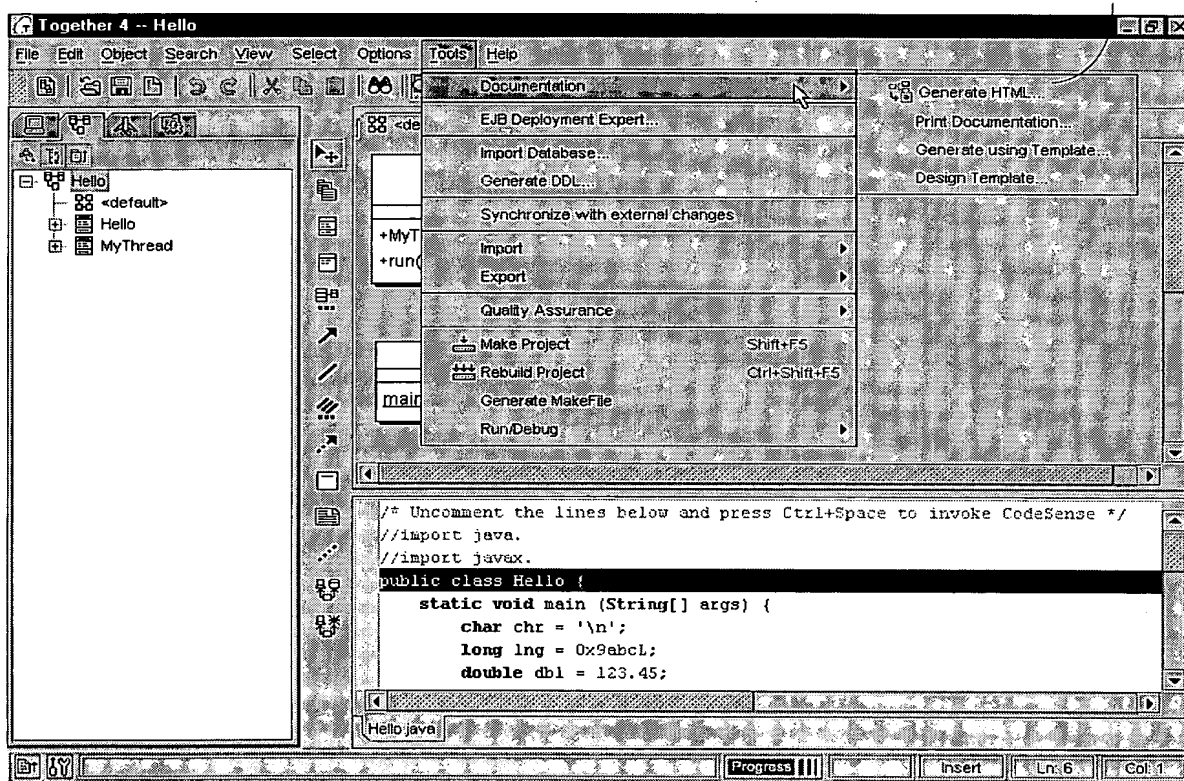 Together 4 -- Hello
File Edit Object Search View Select Options Tools Help
Documentation
EJB Deployment Expert...
Import Database...
Generate DDL...
Synchronize with external changes
Import
Export
Quality Assurance
Make Project Shift+F5
Rebuild Project Ctrl+Shift+F5
Generate MakeFile
Run/Debug
Generate HTML...
Print Documentation...
Generate using Template...
Design Template...
Hello
<default>
Hello
MyThread
<de
+MyT
+run(
main
/* Uncomment the lines below and press Ctrl+Space to invoke CodeSense */
//import java.
//import javax.
public class Hello {
static void main (String[] args) {
char chr = '\n';
long lng = 0x9abcL;
double dbl = 123.45;
Hello.java
Progress Insert Ln: 6 Col: 1